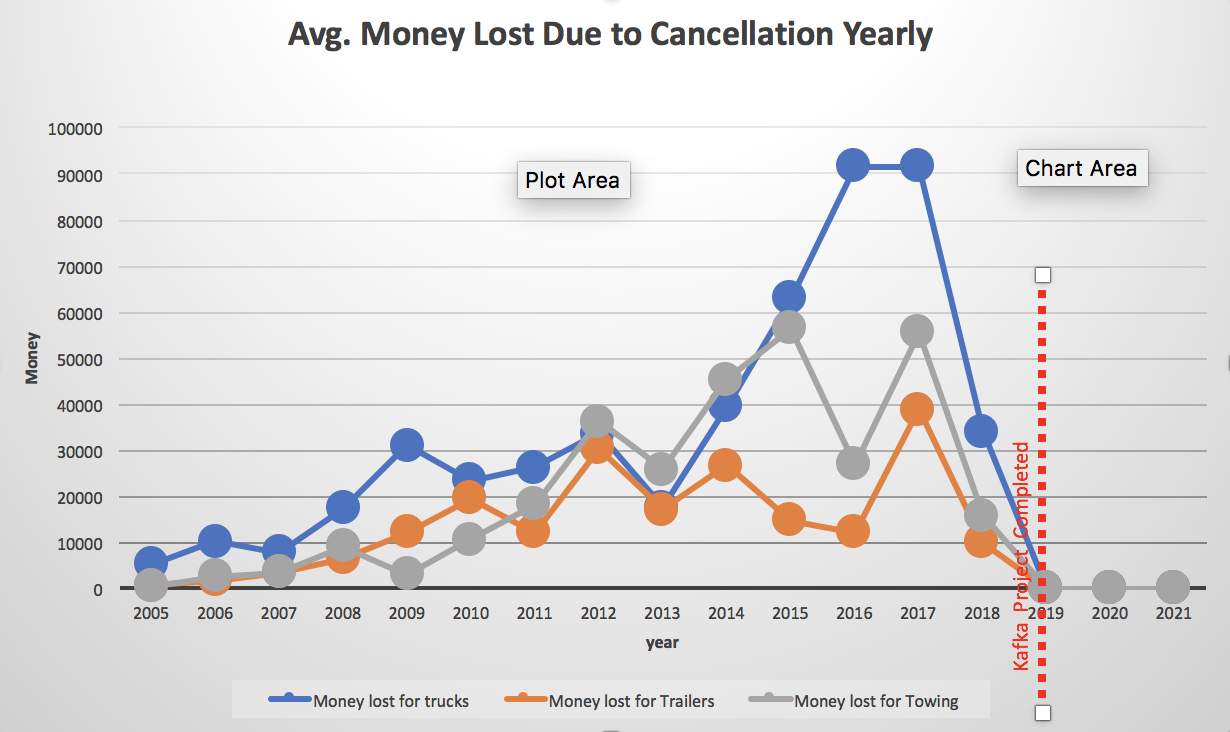 Avg. Money Lost Due to Cancellation Yearly
100000
90000
80000
70000
60000
50000
40000
30000
20000
10000
0
Money
Plot Area
Chart Area
Kafka Project Completed
2005 2006 2007 2008 2009 2010 2011 2012 2013 2014 2015 2016 2017 2018 2019 2020 2021
year
Money lost for trucks Money lost for Trailers Money lost for Towing